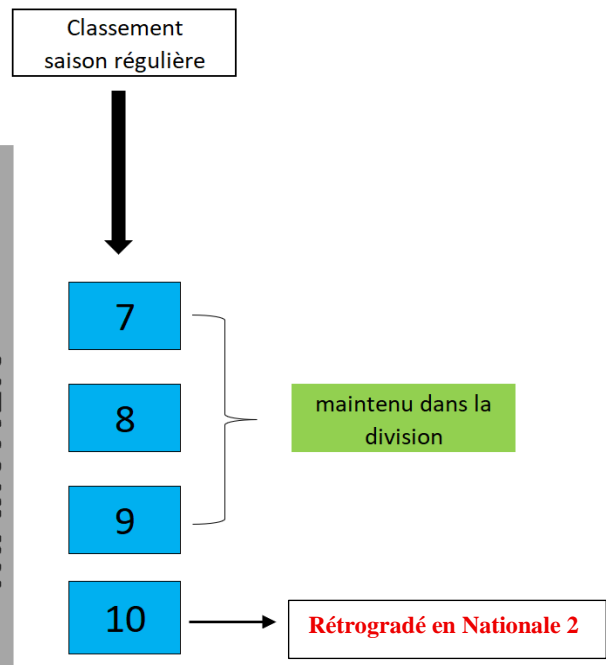 Classement
saison régulière
7
8
maintenu dans la
division
9
10
Rétrogradé en Nationale 2